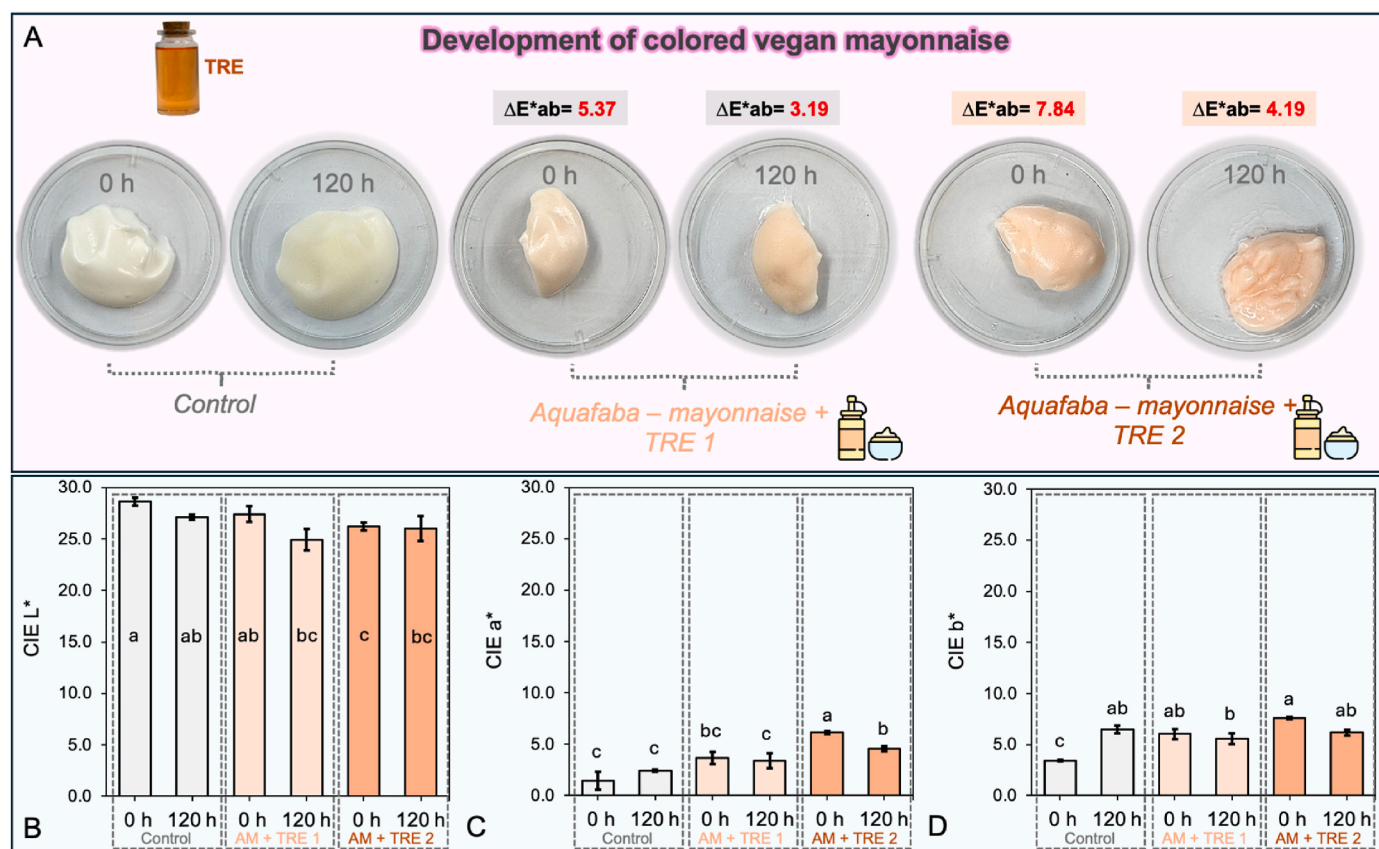 A
Development of colored vegan mayonnaise
TRE
ΔE*ab= 5.37
ΔE*ab= 3.19
ΔE*ab= 7.84
ΔE*ab= 4.19
0 h
120 h
0 h
120 h
0 h
120 h
Control
Aquafaba – mayonnaise +
TRE 1
Aquafaba – mayonnaise +
TRE 2
CIE L*
30.0
25.0
20.0
15.0
10.0
5.0
0.0
a
ab
ab
bc
c
bc
0 h 120 h 0 h 120 h 0 h 120 h
Control AM + TRE 1 AM + TRE 2
B
CIE a*
30.0
25.0
20.0
15.0
10.0
5.0
0.0
c
c
bc
c
a
b
0 h 120 h 0 h 120 h 0 h 120 h
Control AM + TRE 1 AM + TRE 2
C
CIE b*
30.0
25.0
20.0
15.0
10.0
5.0
0.0
c
ab
ab
b
a
ab
0 h 120 h 0 h 120 h 0 h 120 h
Control AM + TRE 1 AM + TRE 2
D